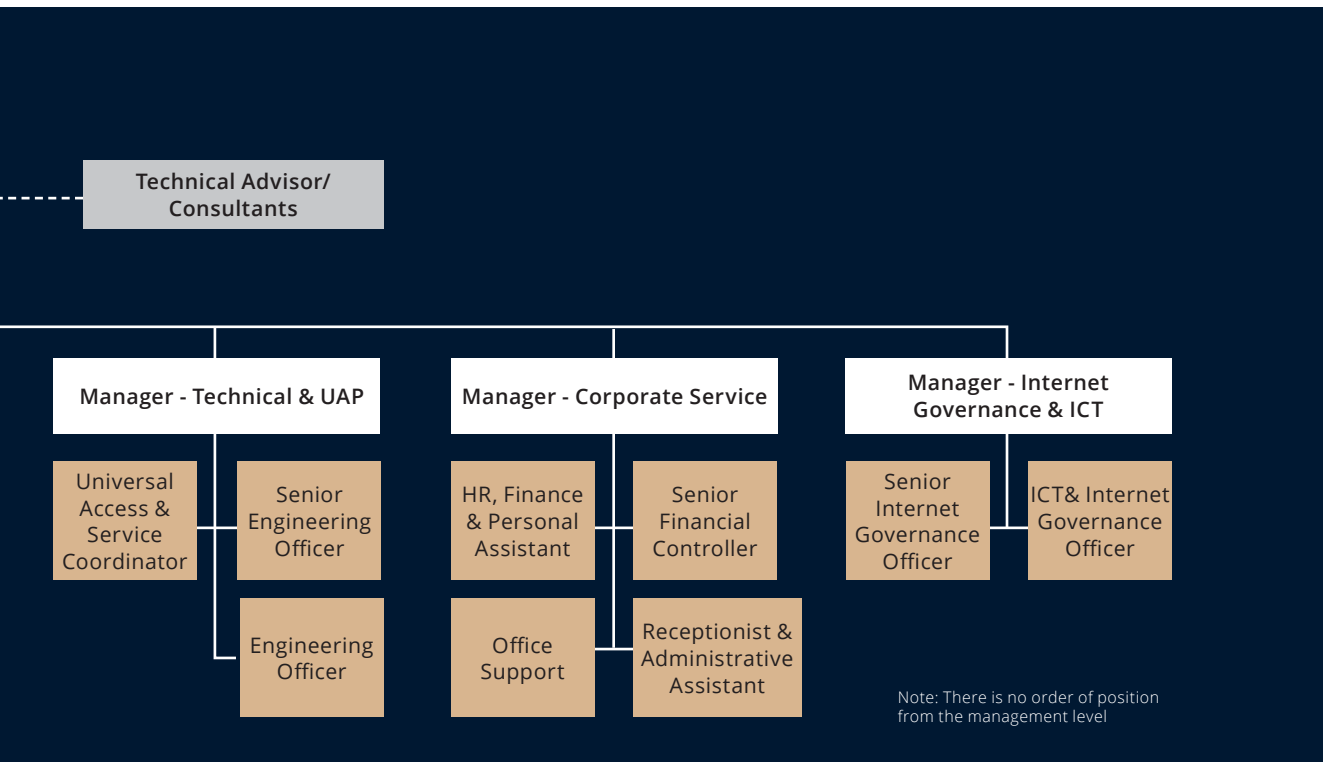 Technical Advisor/
Consultants
Manager - Technical & UAP
Manager - Corporate Service
Manager - Internet
Governance & ICT
Universal
Access &
Service
Coordinator
Senior
Engineering
Officer
HR, Finance
& Personal
Assistant
Senior
Financial
Controller
Senior
Internet
Governance
Officer
ICT& Internet
Governance
Officer
Engineering
Officer
Office
Support
Receptionist &
Administrative
Assistant
Note: There is no order of position
from the management level